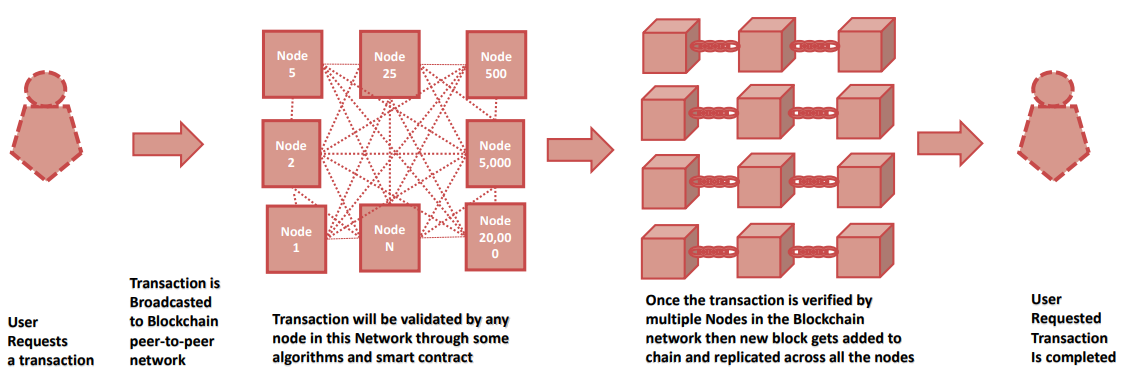 Node
5
Node
25
Node
500
Node
2
Node
5,000
Node
1
Node
N
Node
20,00
0
User
Requests
a transaction
Transaction is
Broadcasted
to Blockchain
peer-to-peer
network
Transaction will be validated by any
node in this Network through some
algorithms and smart contract
Once the transaction is verified by
multiple Nodes in the Blockchain
network then new block gets added to
chain and replicated across all the nodes
User
Requested
Transaction
Is completed